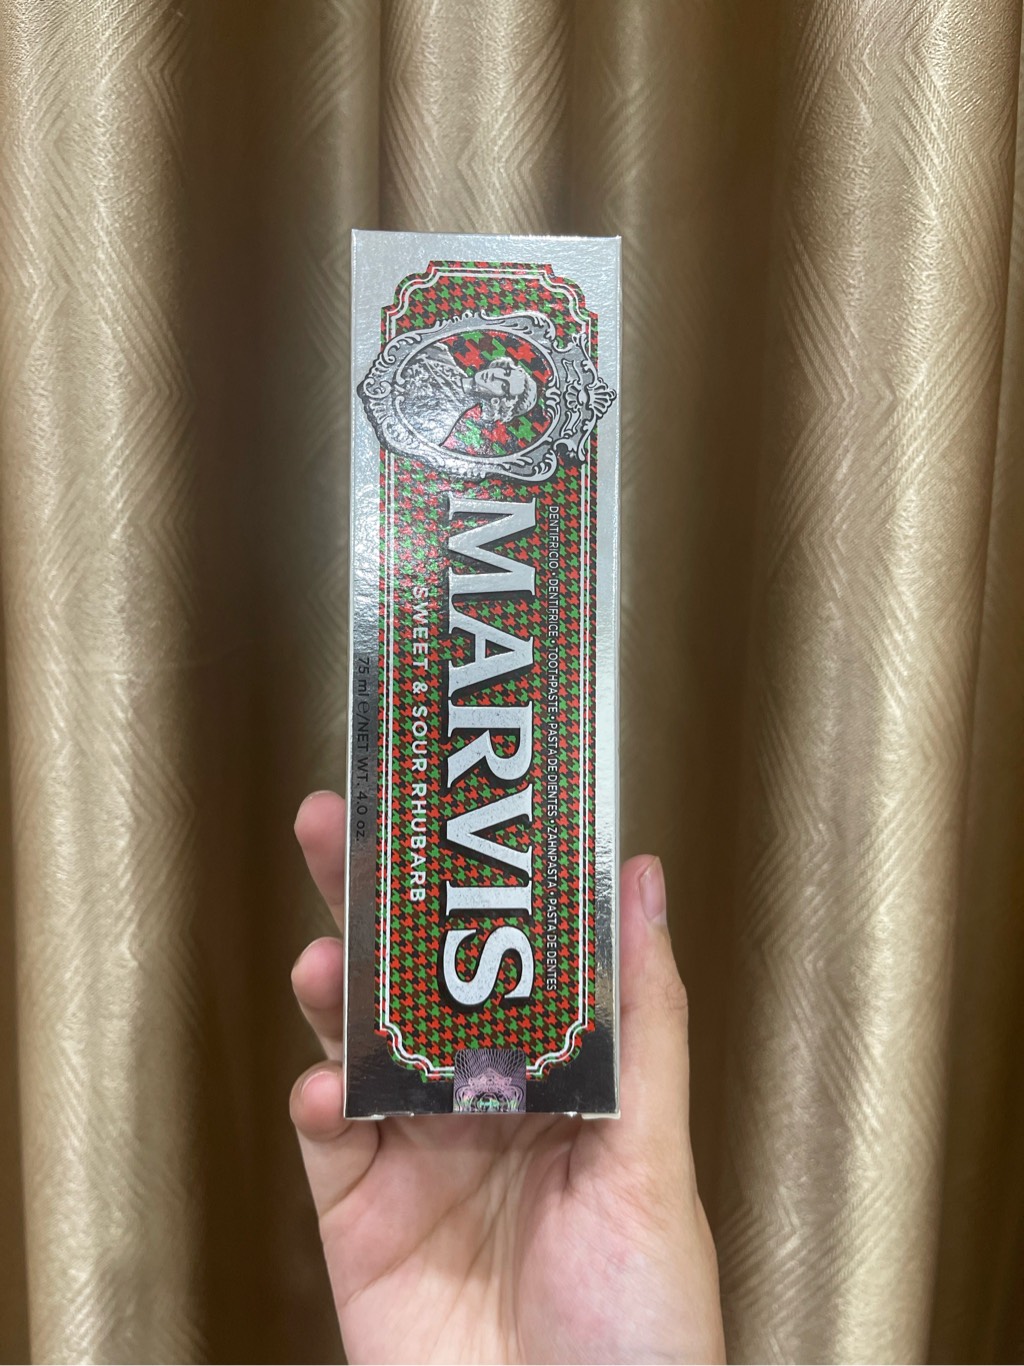 DENTIFRICIO • DENTIFRICE • TOOTHPASTE • PASTA DE DIENTES • ZAHNPASTA • PASTA DE DENTES
MARVIS
SWEET & SOUR RHUBARB
75 ml ℮/NET WT. 4.0 oz.